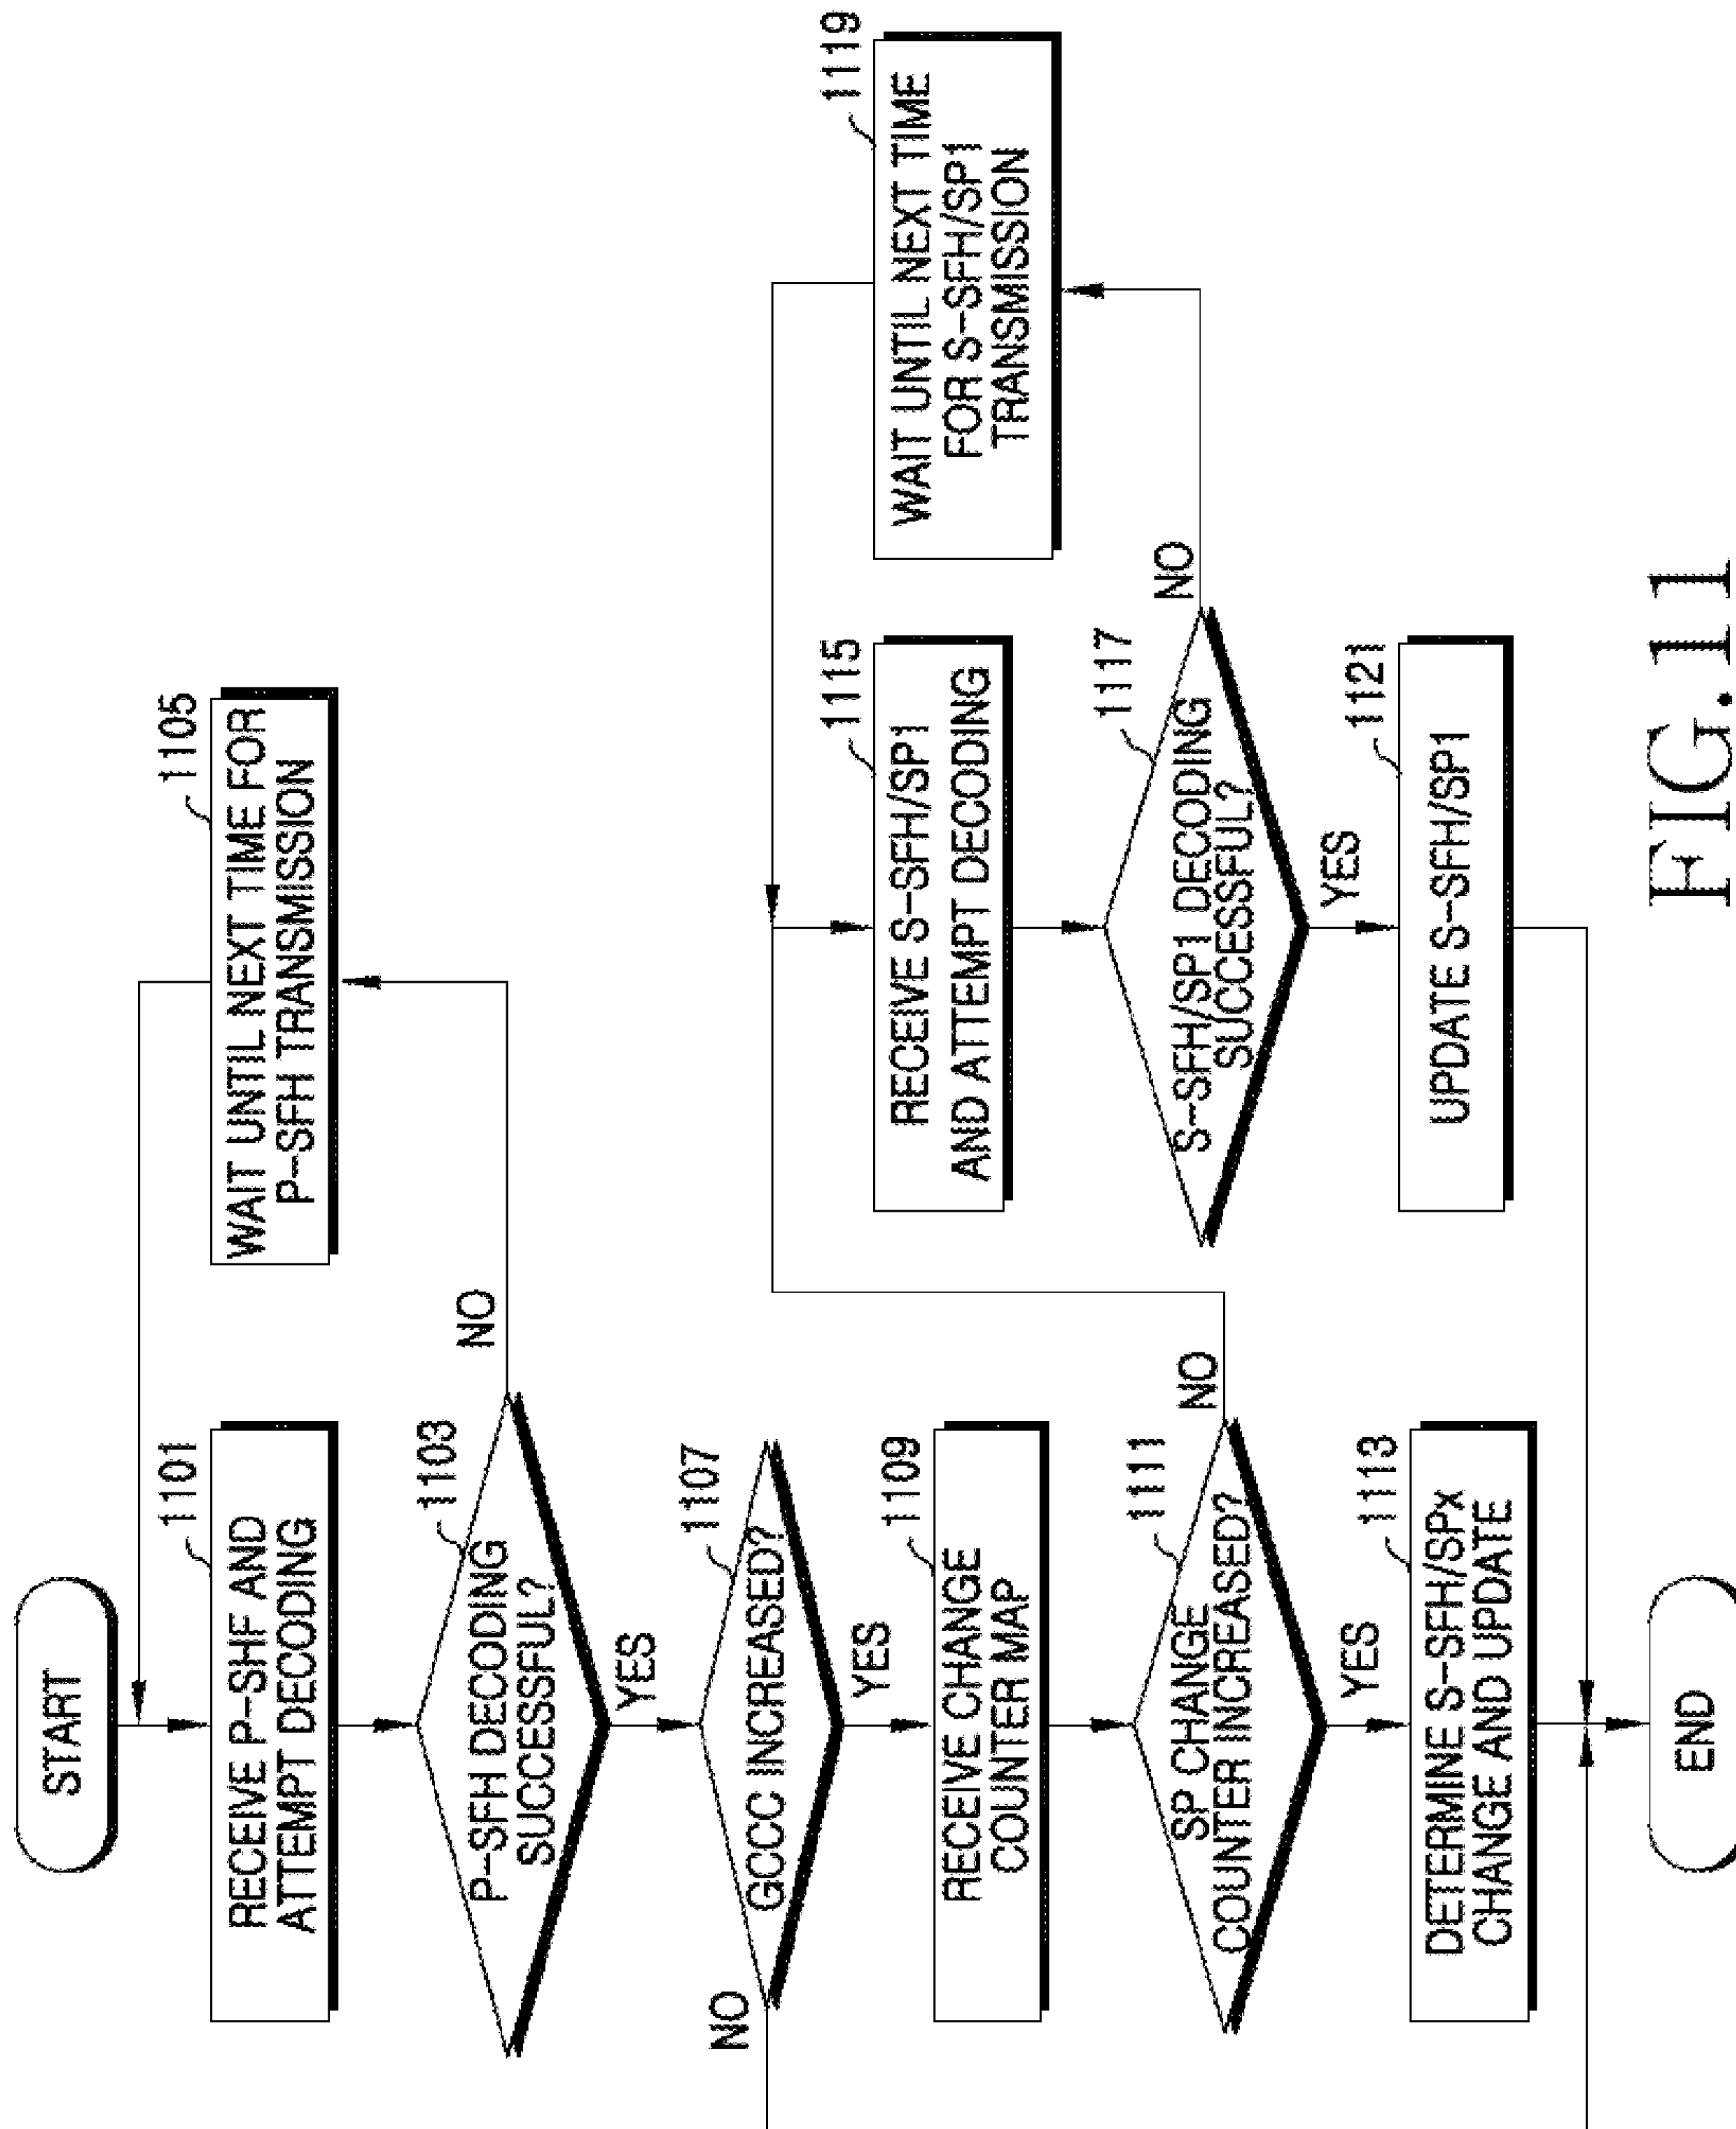 START
1101
RECEIVE P-SHF AND
ATTEMPT DECODING
1103
P-SFH DECODING
SUCCESSFUL?
NO
1105
WAIT UNTIL NEXT TIME FOR
P-SFH TRANSMISSION
YES
1107
GCCC INCREASED?
NO
YES
1109
RECEIVE CHANGE
COUNTER MAP
1111
SP CHANGE
COUNTER INCREASED?
NO
YES
1113
DETERMINE S-SFH/SPx
CHANGE AND UPDATE
1115
RECEIVE S-SFH/SP1
AND ATTEMPT DECODING
1117
S-SFH/SP1 DECODING
SUCCESSFUL?
NO
1119
WAIT UNTIL NEXT TIME
FOR S-SFH/SP1
TRANSMISSION
YES
1121
UPDATE S-SFH/SP1
END
FIG.11